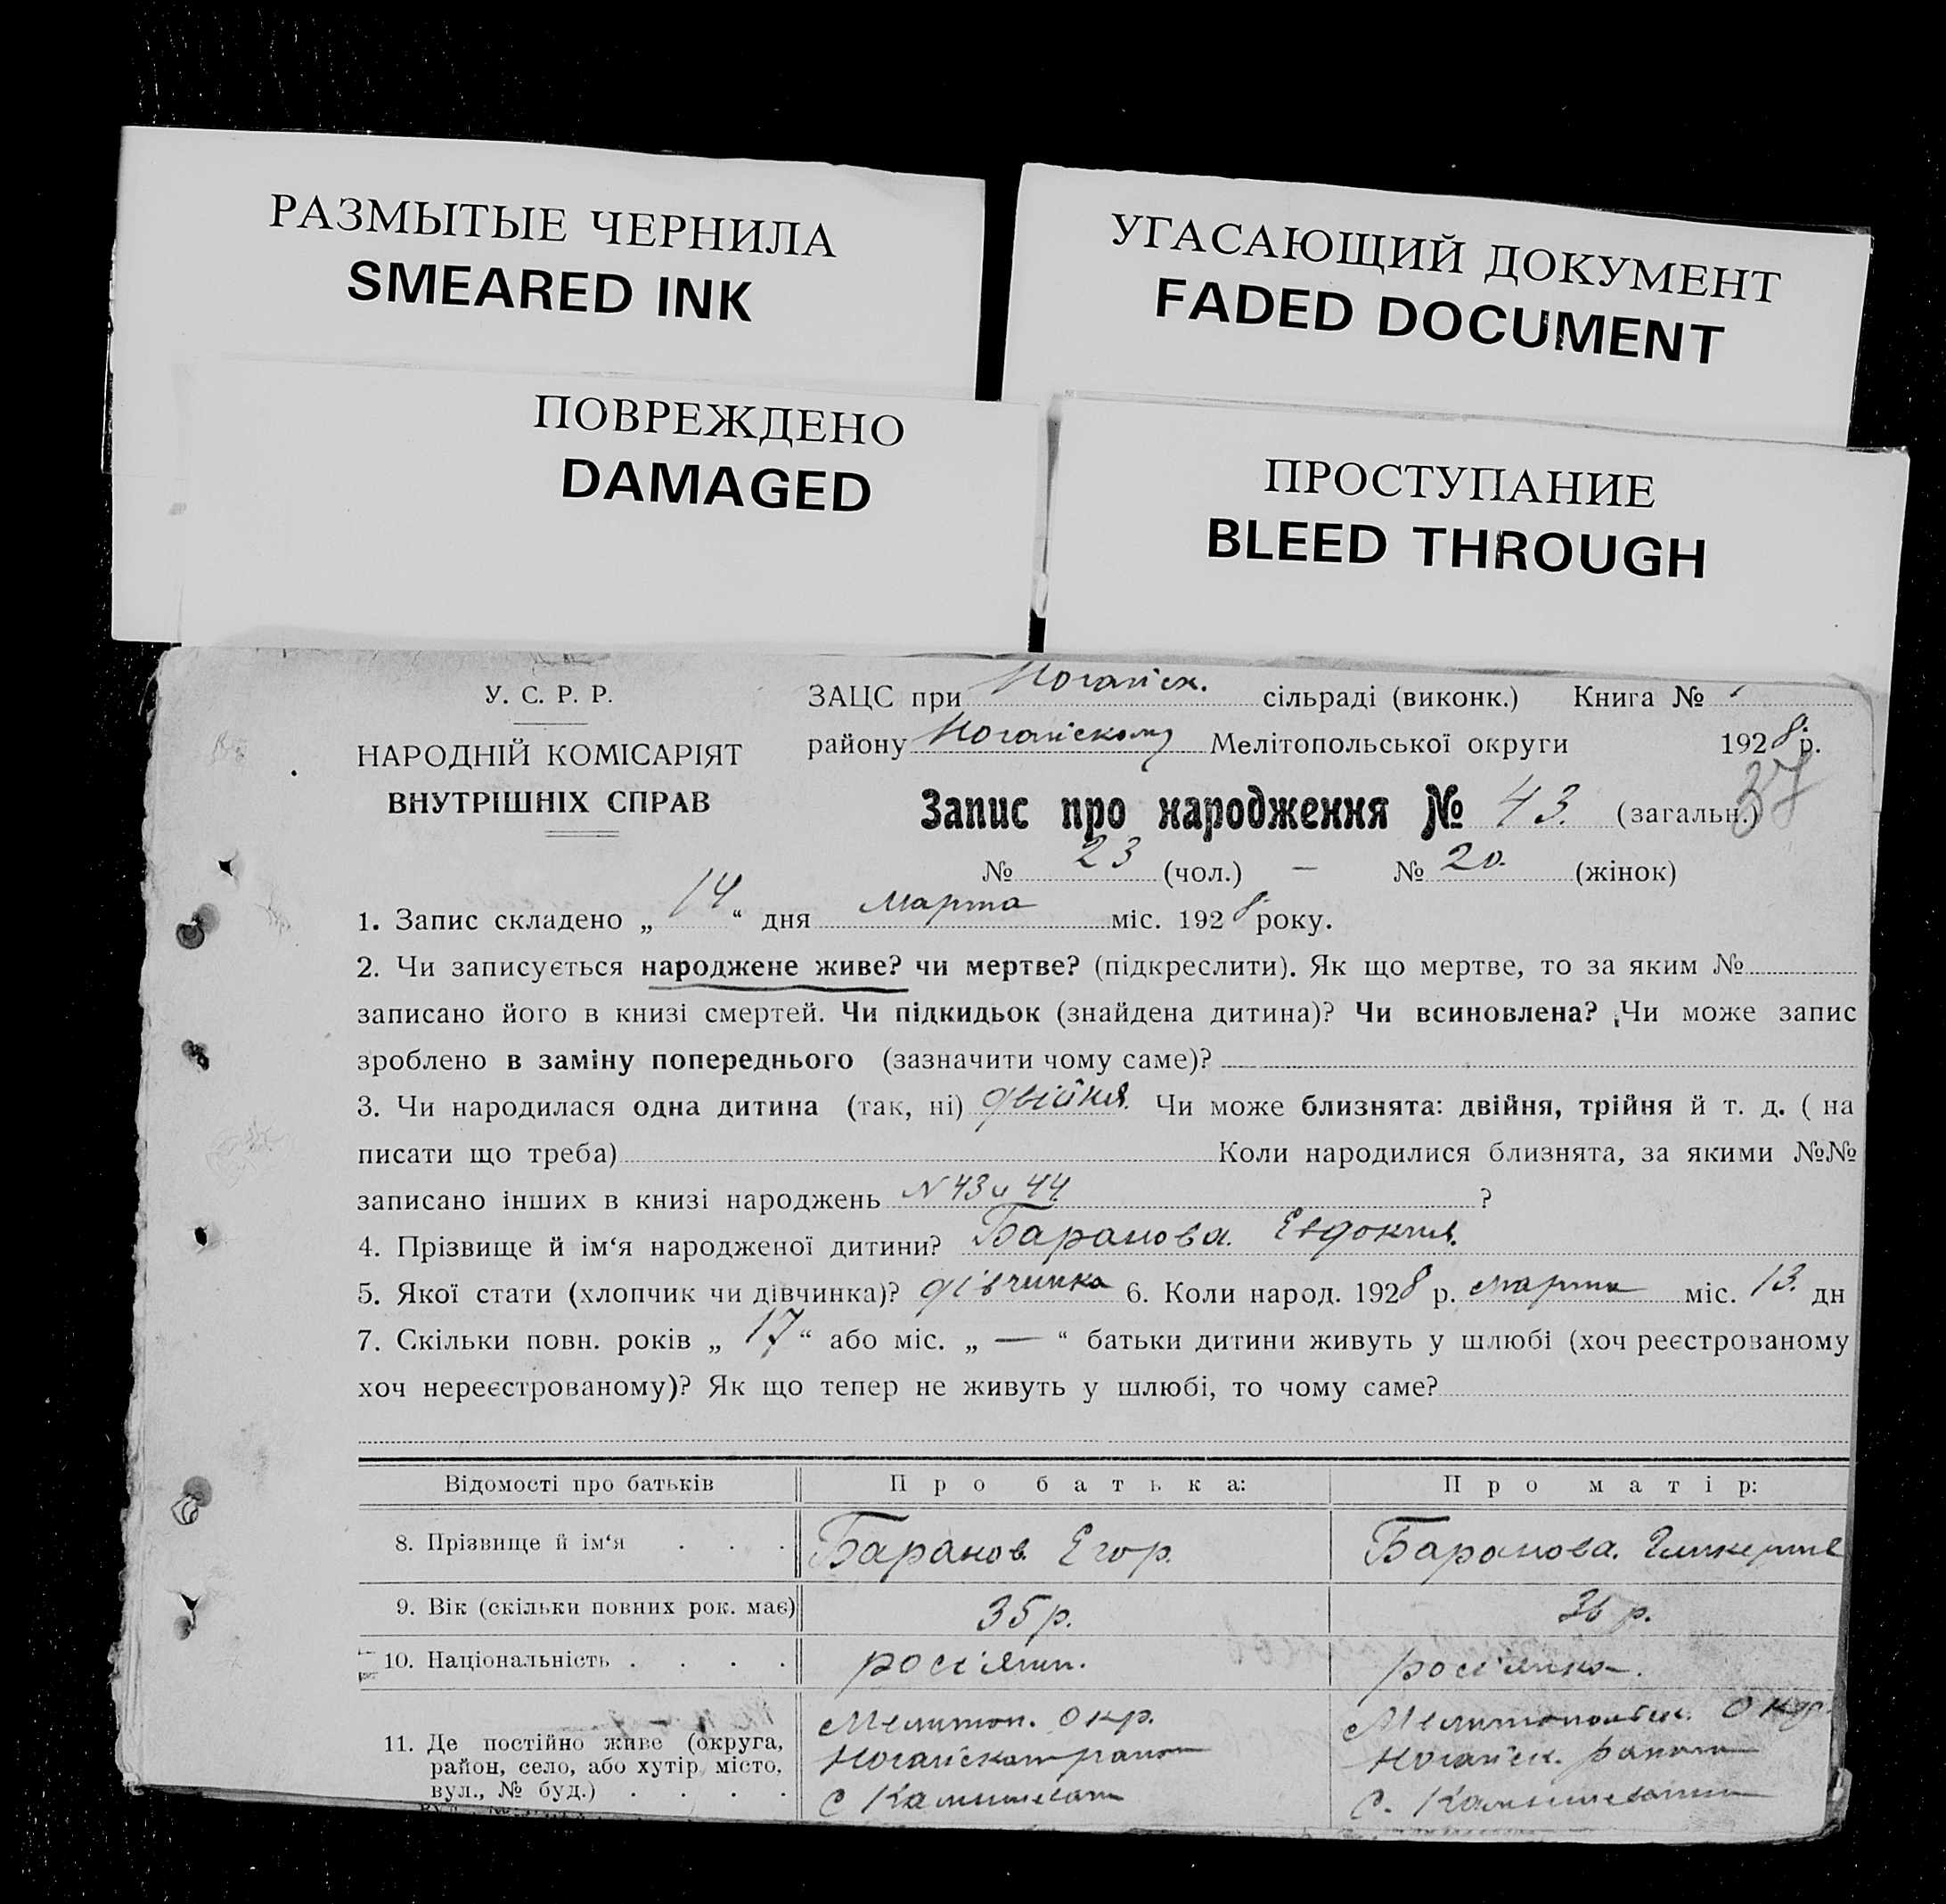 РАЗМЫТЫЕ ЧЕРНИЛА
SMEARED INK
УГАСАЮЩИЙ ДОКУМЕНТ
FADED DOCUMENT
ПОВРЕЖДЕНО
DAMAGED
ПРОСТУПАНИЕ
BLEED THROUGH
У. С. Р. Р.
НАРОДНІЙ КОМІСАРІЯТ
ВНУТРІШНІХ СПРАВ
ЗАЦС при Ногайск. сільраді (виконк.) Книга №
району Ногайському Мелітопольської округи 1928 р.
37
Запис про народження № 43. (загальн.)
№ 23 (чол.) — № 20. (жінок)
1. Запис складено „ 14 “ дня марта міс. 1928 року.
2. Чи записується народжене живе? чи мертве? (підкреслити). Як що мертве, то за яким №
записано його в книзі смертей. Чи підкидьок (знайдена дитина)? Чи всиновлена? Чи може запис
зроблено в заміну попереднього (зазначити чому саме)?
3. Чи народилася одна дитина (так, ні) двійня. Чи може близнята: двійня, трійня й т. д. ( на
писати що треба) Коли народилися близнята, за якими №№
записано інших в книзі народжень N 43 и 44 ?
4. Прізвище й ім‘я народженої дитини? Баранова Евдокия.
5. Якої стати (хлопчик чи дівчинка)? дівчинка 6. Коли народ. 1928 р. марта міс. 13. дн
7. Скільки повн. років „ 17 “ або міс. „ — “ батьки дитини живуть у шлюбі (хоч реєстрованому
хоч нереєстрованому)? Як що тепер не живуть у шлюбі, то чому саме?
Відомості про батьків Про батька: Про матір:
8. Прізвище й ім‘я . . . Баранов Егор. Баранова. Гликерия
9. Вік (скільки повних рок. має) 35 р. 36 р.
10. Національність . . . . росіянин. росіянка.
11. Де постійно живе (округа, Мелитоп. окр. Мелитопольск. окр.
район, село, або хутір, місто, Ногайского район Ногайск. района
вул., № буд.) . . . . С Камишеват С. Камишеватка